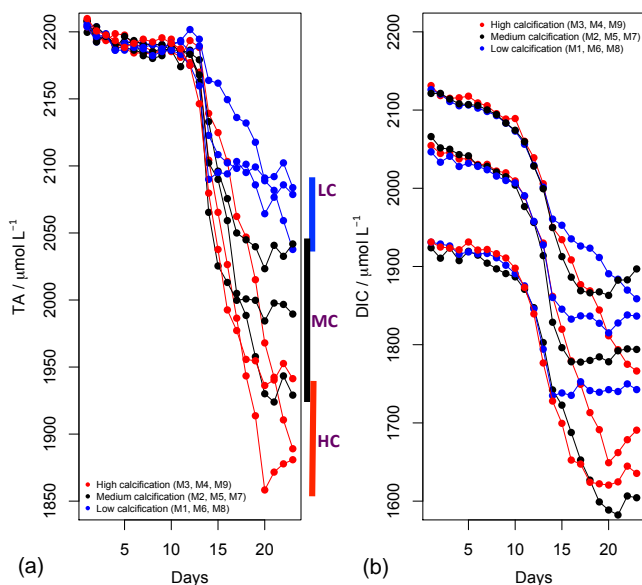 2200
2150
2100
2050
2000
1950
1900
1850
TA / μmol L⁻¹
LC
MC
HC
High calcification (M3, M4, M9)
Medium calcification (M2, M5, M7)
Low calcification (M1, M6, M8)
5 10 15 20
(a)
Days
High calcification (M3, M4, M9)
Medium calcification (M2, M5, M7)
Low calcification (M1, M6, M8)
2100
2000
1900
1800
1700
1600
DIC / μmol L⁻¹
5 10 15 20
(b)
Days